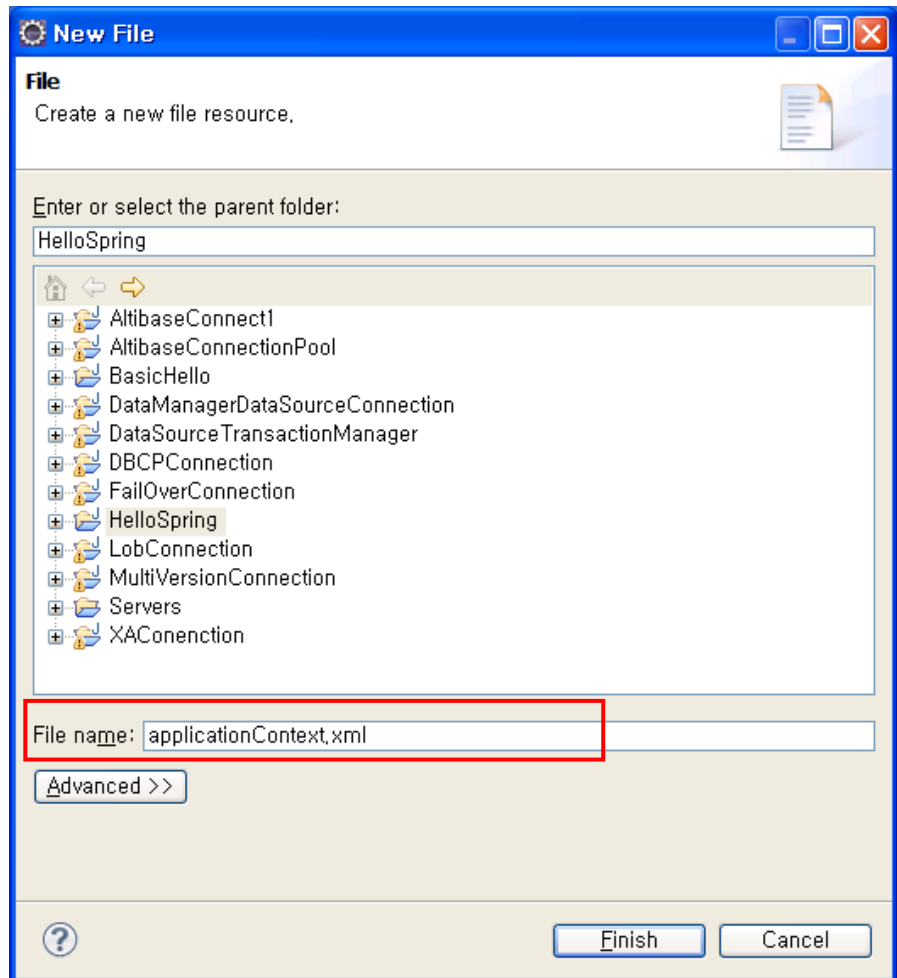 New File
File
Create a new file resource.
Enter or select the parent folder:
HelloSpring
AltibaseConnect1
AltibaseConnectionPool
BasicHello
DataManagerDataSourceConnection
DataSourceTransactionManager
DBCPConnection
FailOverConnection
HelloSpring
LobConnection
MultiVersionConnection
Servers
XAConenction
File name: applicationContext.xml
Advanced >>
? Finish Cancel